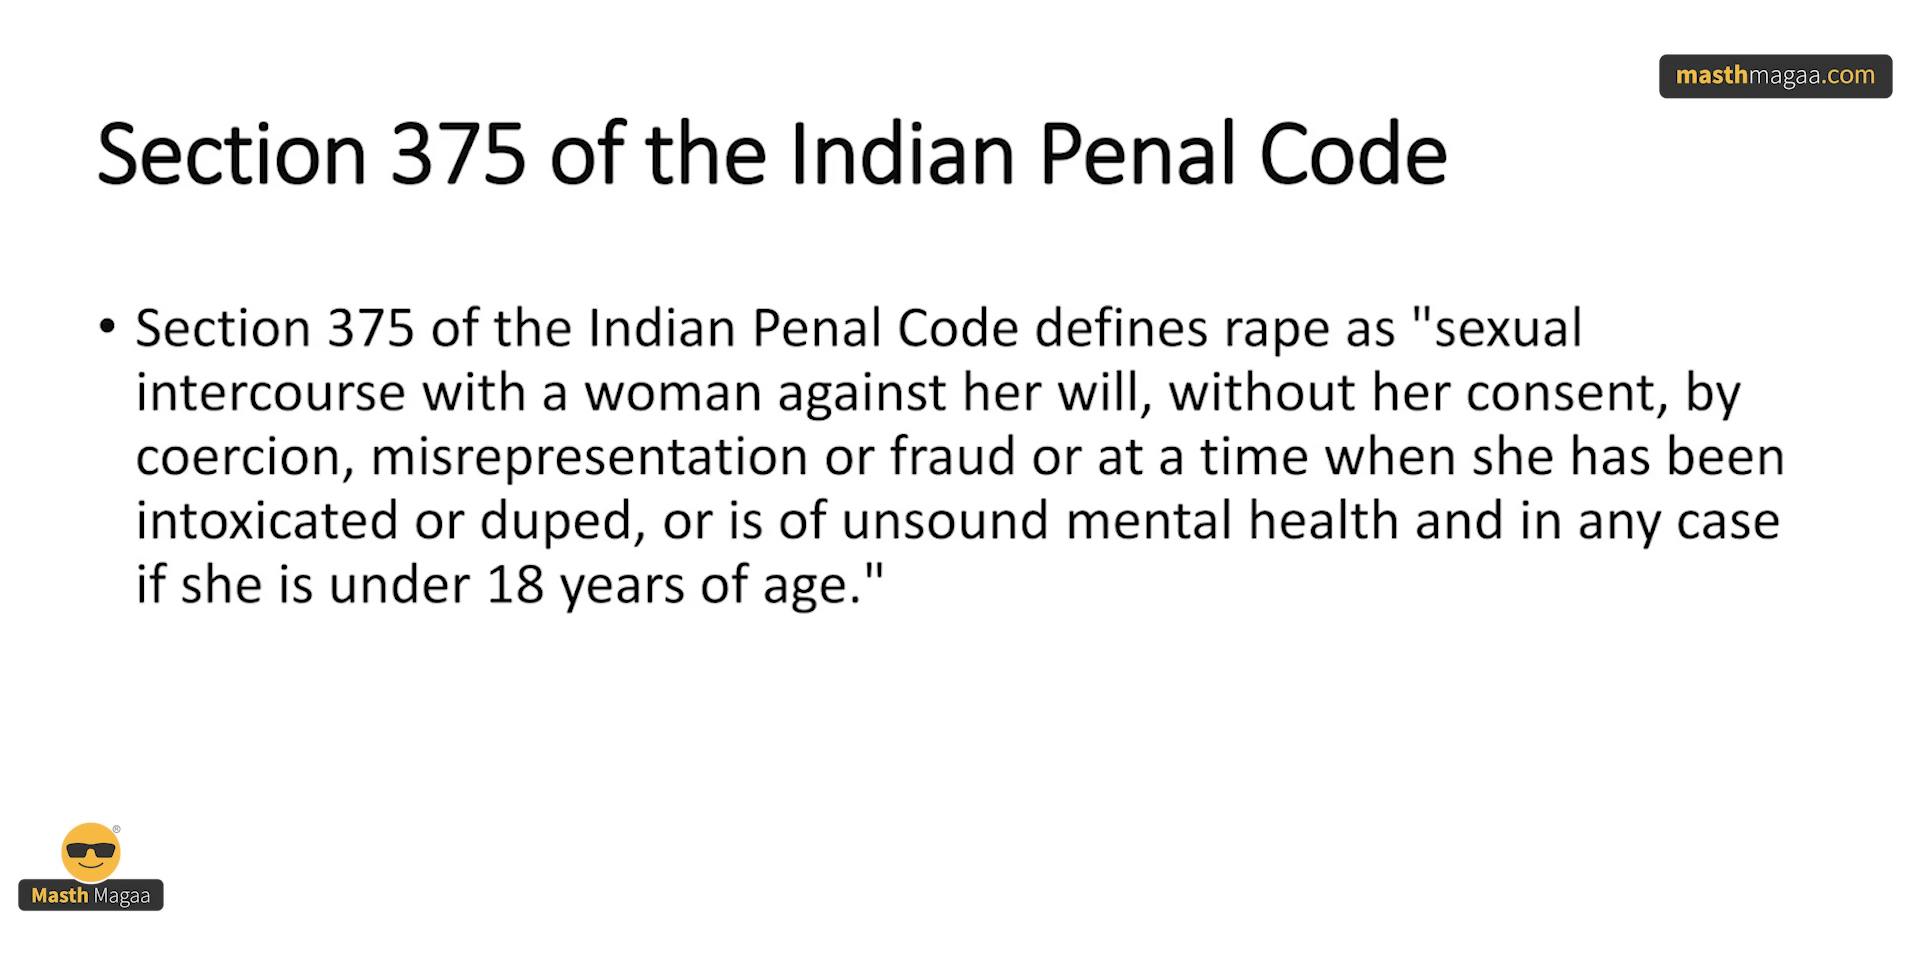 masthmagaa.com
Section 375 of the Indian Penal Code
• Section 375 of the Indian Penal Code defines rape as "sexual
intercourse with a woman against her will, without her consent, by
coercion, misrepresentation or fraud or at a time when she has been
intoxicated or duped, or is of unsound mental health and in any case
if she is under 18 years of age."
®
Masth Magaa